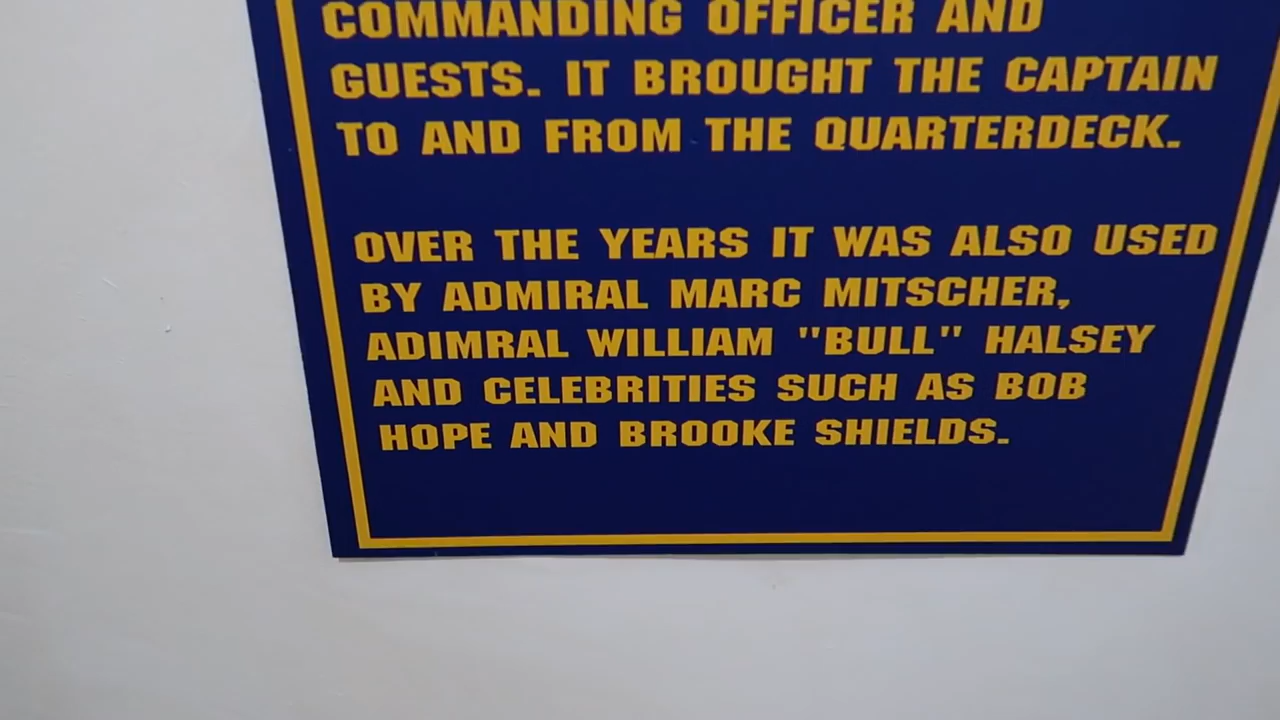 COMMANDING OFFICER AND
GUESTS. IT BROUGHT THE CAPTAIN
TO AND FROM THE QUARTERDECK.
OVER THE YEARS IT WAS ALSO USED
BY ADMIRAL MARC MITSCHER,
ADIMRAL WILLIAM "BULL" HALSEY
AND CELEBRITIES SUCH AS BOB
HOPE AND BROOKE SHIELDS.